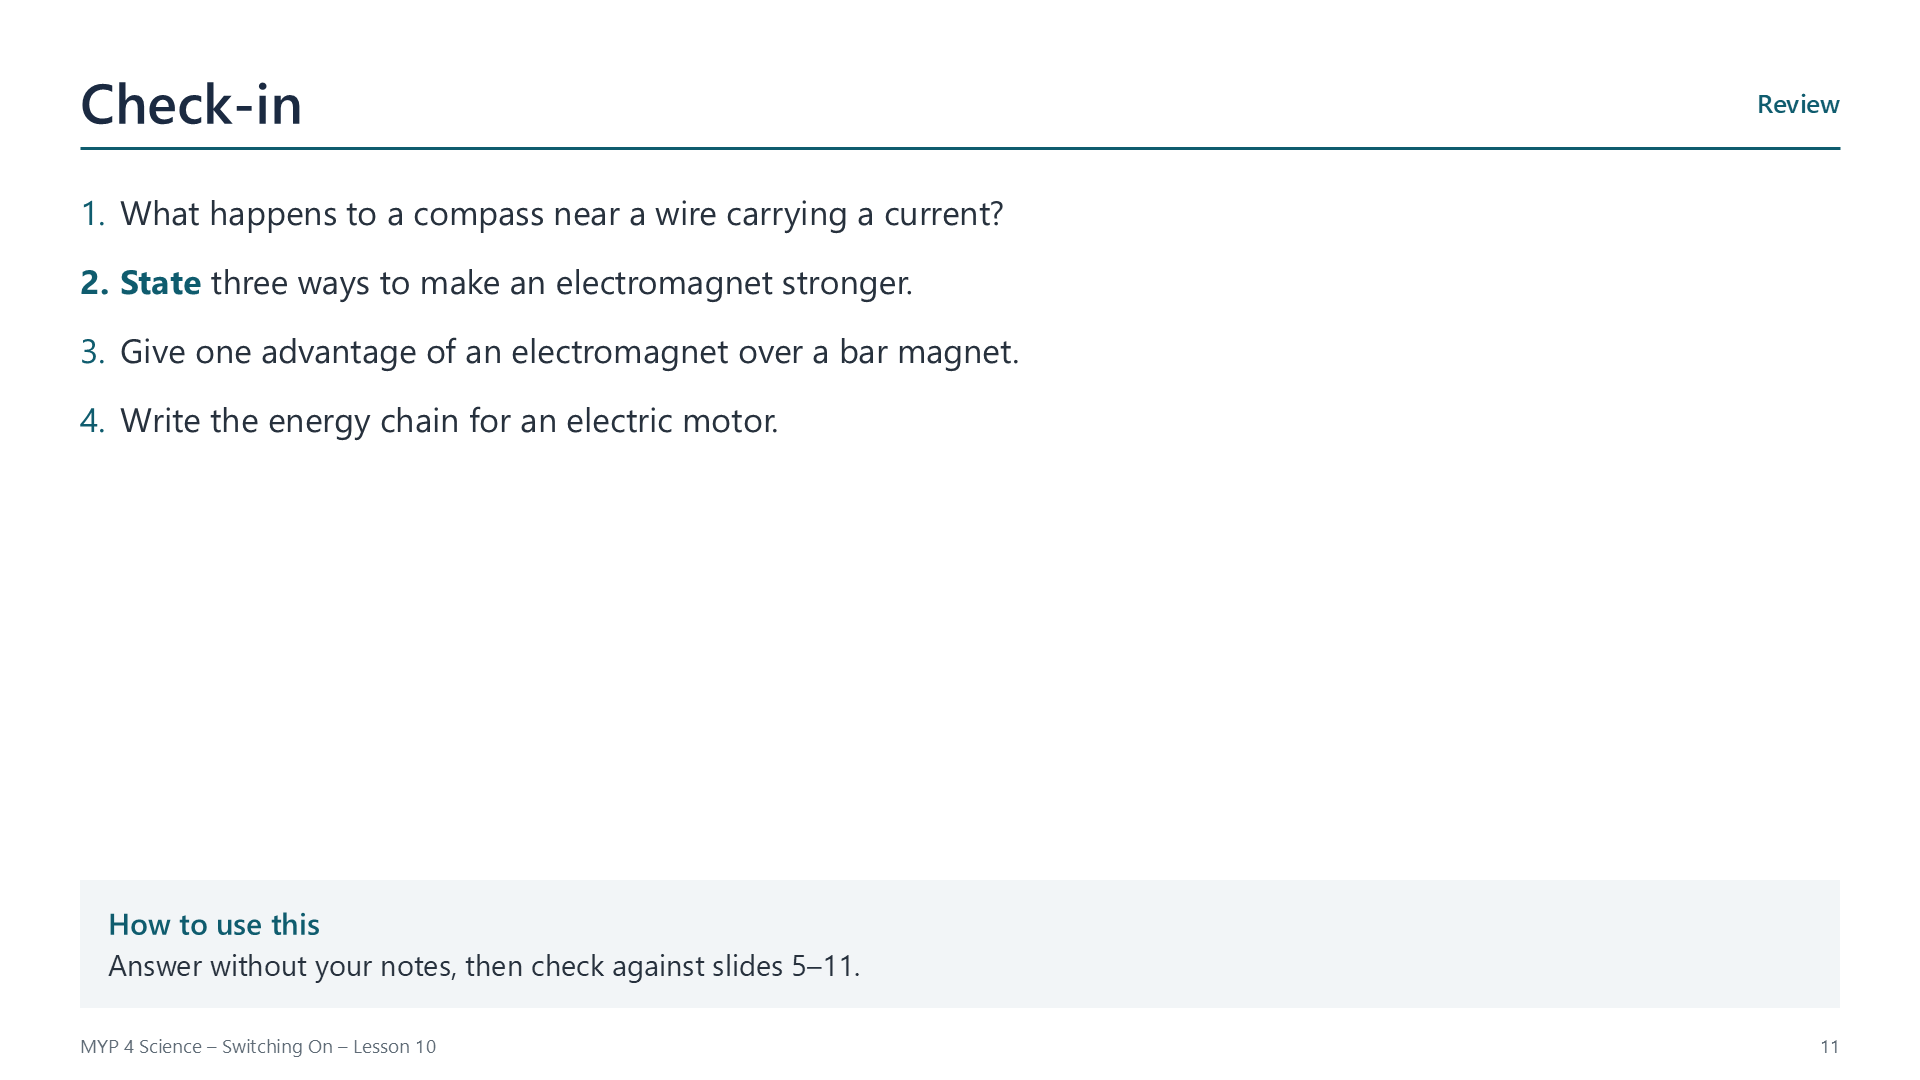 Check-in
Review
1. What happens to a compass near a wire carrying a current?
2. State three ways to make an electromagnet stronger.
3. Give one advantage of an electromagnet over a bar magnet.
4. Write the energy chain for an electric motor.
How to use this
Answer without your notes, then check against slides 5–11.
MYP 4 Science – Switching On – Lesson 10
11